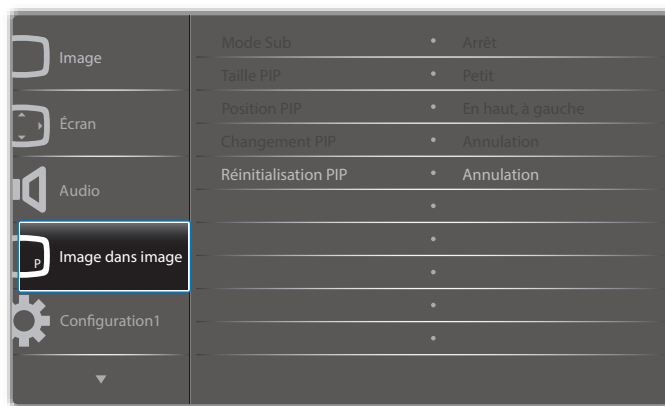 Image
Écran
Audio
P
Image dans image
Configuration1
Mode Sub • Arrêt
Taille PIP • Petit
Position PIP • En haut, à gauche
Changement PIP • Annulation
Réinitialisation PIP • Annulation